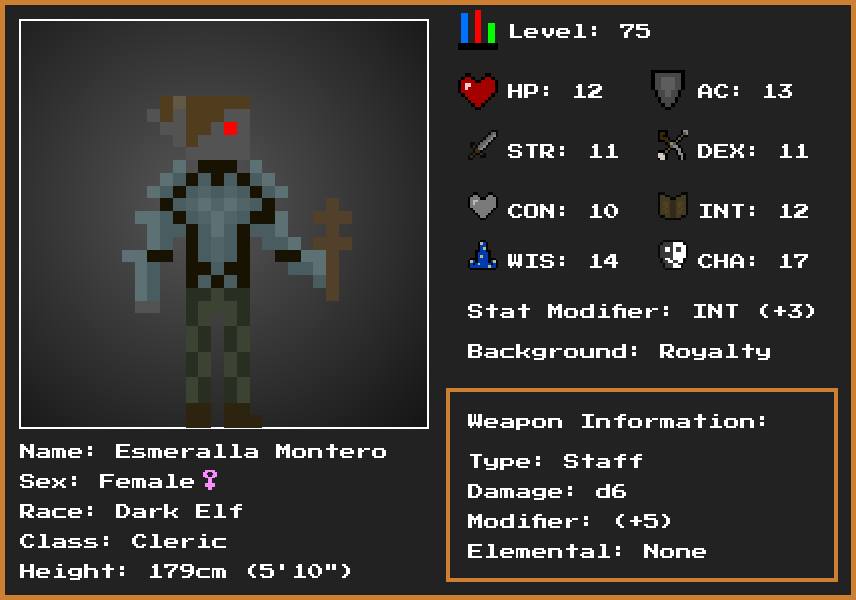 Level: 75
HP: 12 AC: 13
STR: 11 DEX: 11
CON: 10 INT: 12
WIS: 14 CHA: 17
Stat Modifier: INT (+3)
Background: Royalty
Weapon Information:
Type: Staff
Damage: d6
Modifier: (+5)
Elemental: None
Name: Esmeralla Montero
Sex: Female♀
Race: Dark Elf
Class: Cleric
Height: 179cm (5'10")